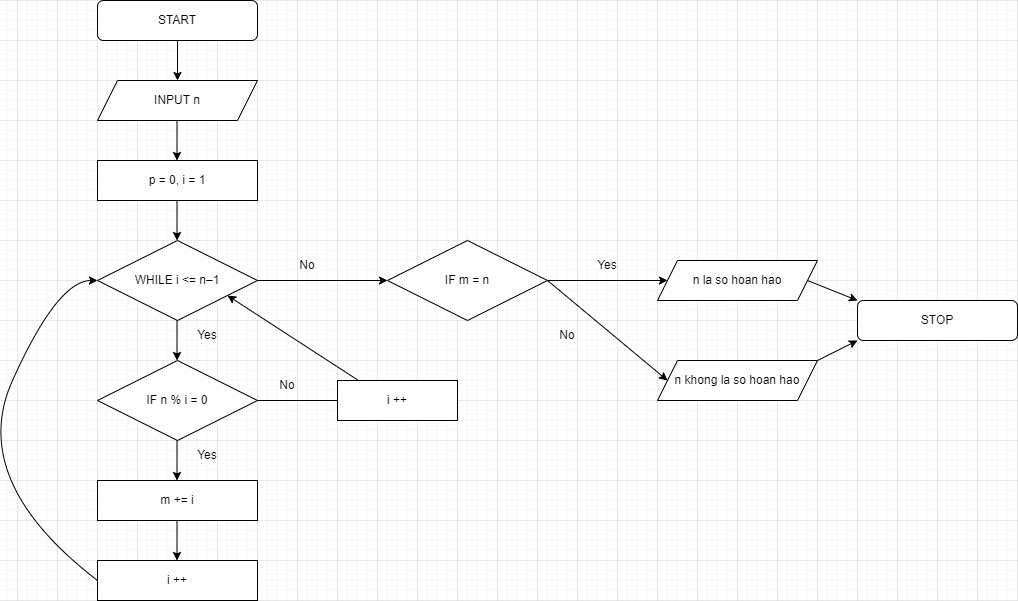 START
INPUT n
p = 0, i = 1
WHILE i <= n–1
No
IF m = n
Yes
n la so hoan hao
STOP
No
n khong la so hoan hao
Yes
IF n % i = 0
No
i ++
Yes
m += i
i ++